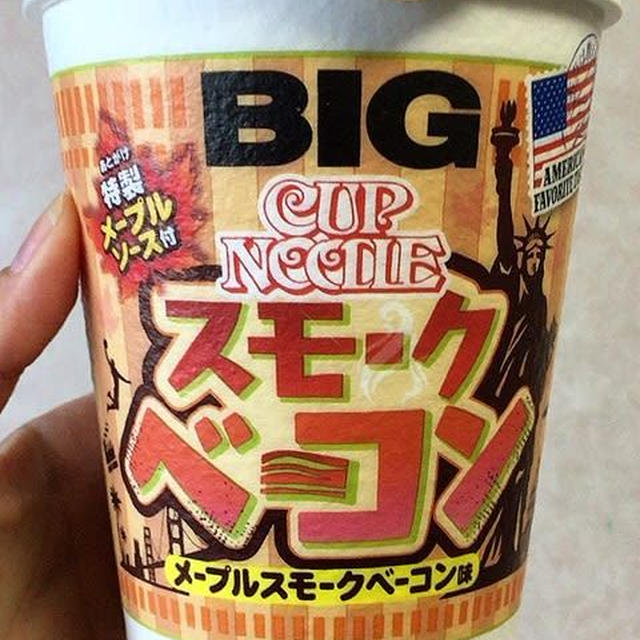 BIG
あとがけ
特製
メープル
ソース付
AMERICA
FAVORITE
CUP
NOODLE
スモーク
ベーコン
メープルスモークベーコン味